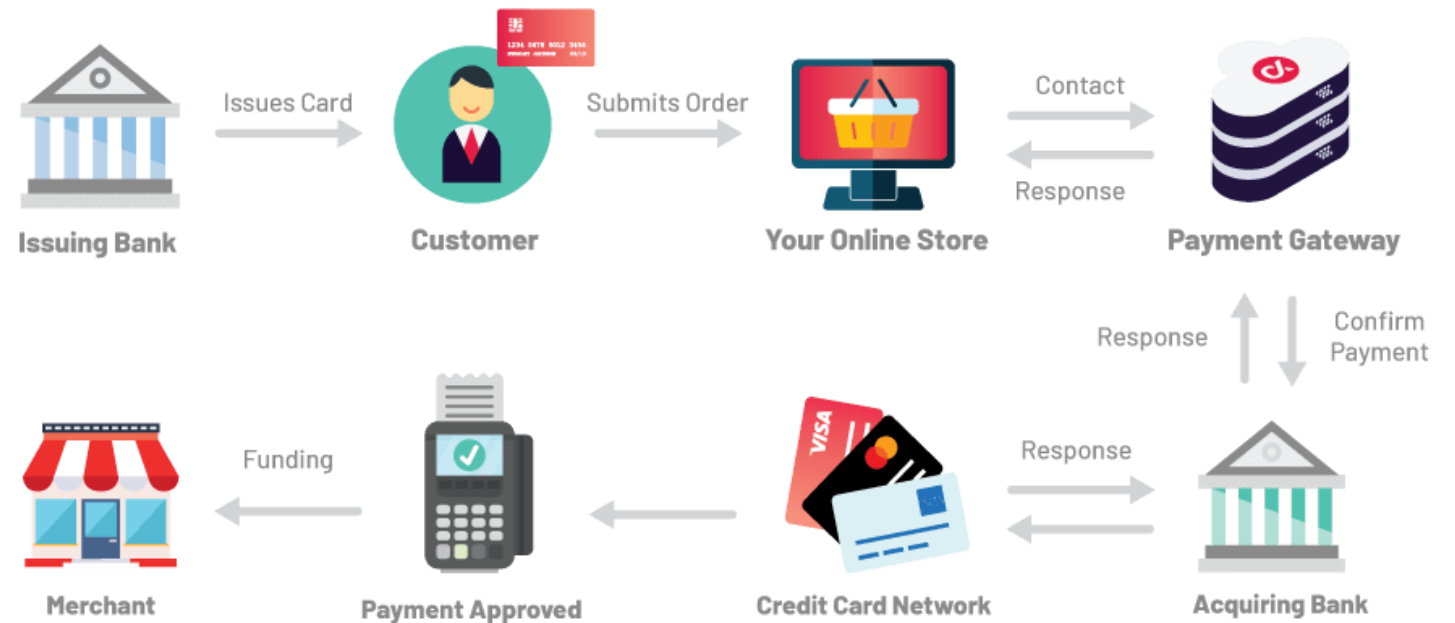 Issues Card
Submits Order
Contact
Response
Issuing Bank
Customer
Your Online Store
Payment Gateway
Response
Confirm
Payment
VISA
Funding
Response
Merchant
Payment Approved
Credit Card Network
Acquiring Bank